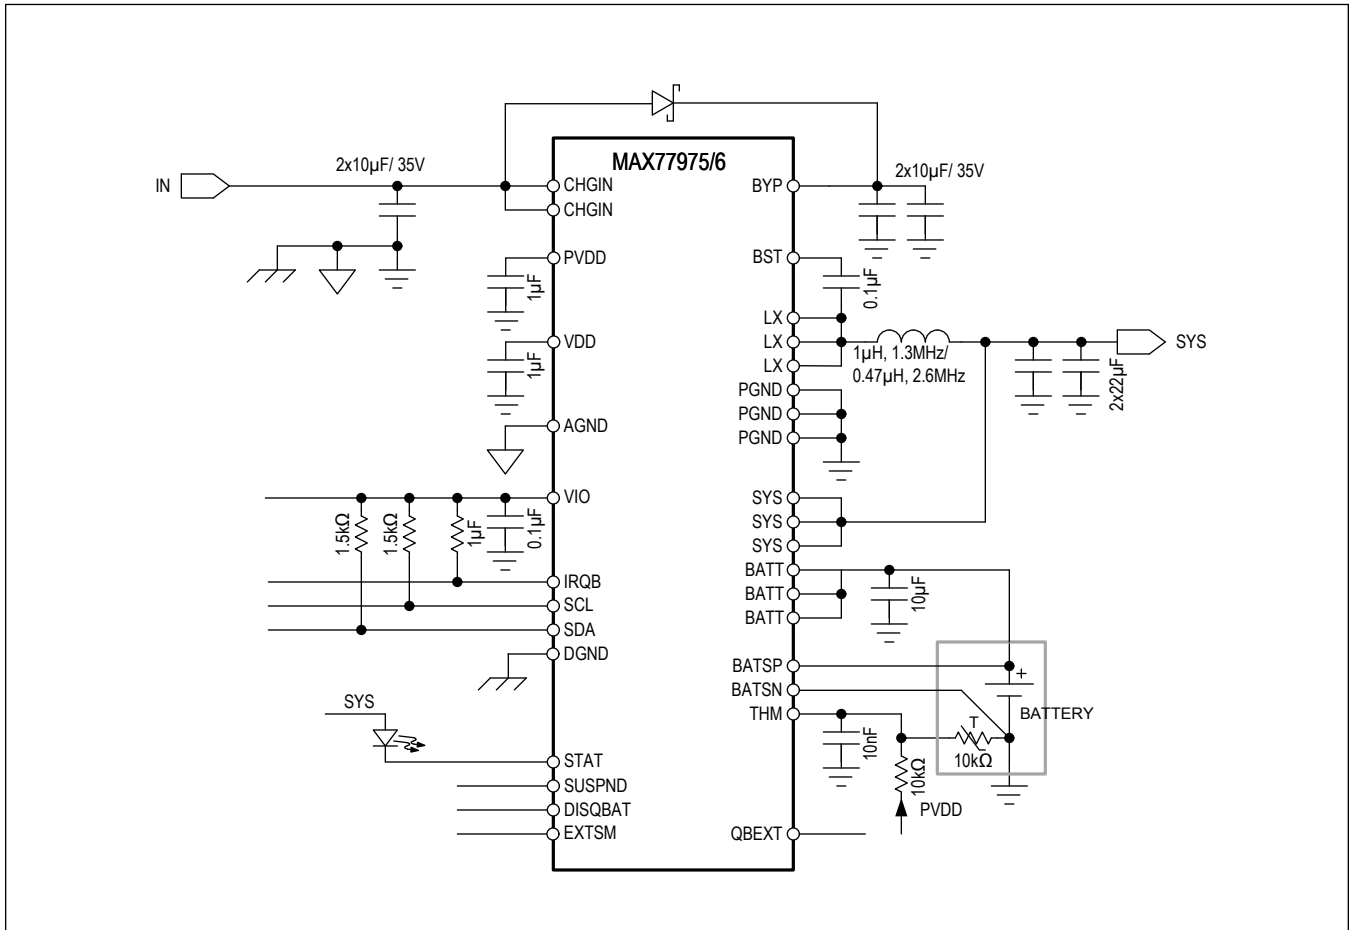 MAX77975/6
IN
2x10µF/ 35V
CHGIN
CHGIN
PVDD
1µF
VDD
1µF
AGND
VIO
1.5kΩ
1.5kΩ
1µF
0.1µF
IRQB
SCL
SDA
DGND
SYS
STAT
SUSPND
DISQBAT
EXTSM
BYP
2x10µF/ 35V
BST
0.1µF
LX
LX
LX
1µH, 1.3MHz/
0.47µH, 2.6MHz
SYS
2x22µF
PGND
PGND
PGND
SYS
SYS
SYS
BATT
BATT
BATT
10µF
BATSP
BATSN
THM
+
BATTERY
T
10kΩ
10nF
10kΩ
PVDD
QBEXT